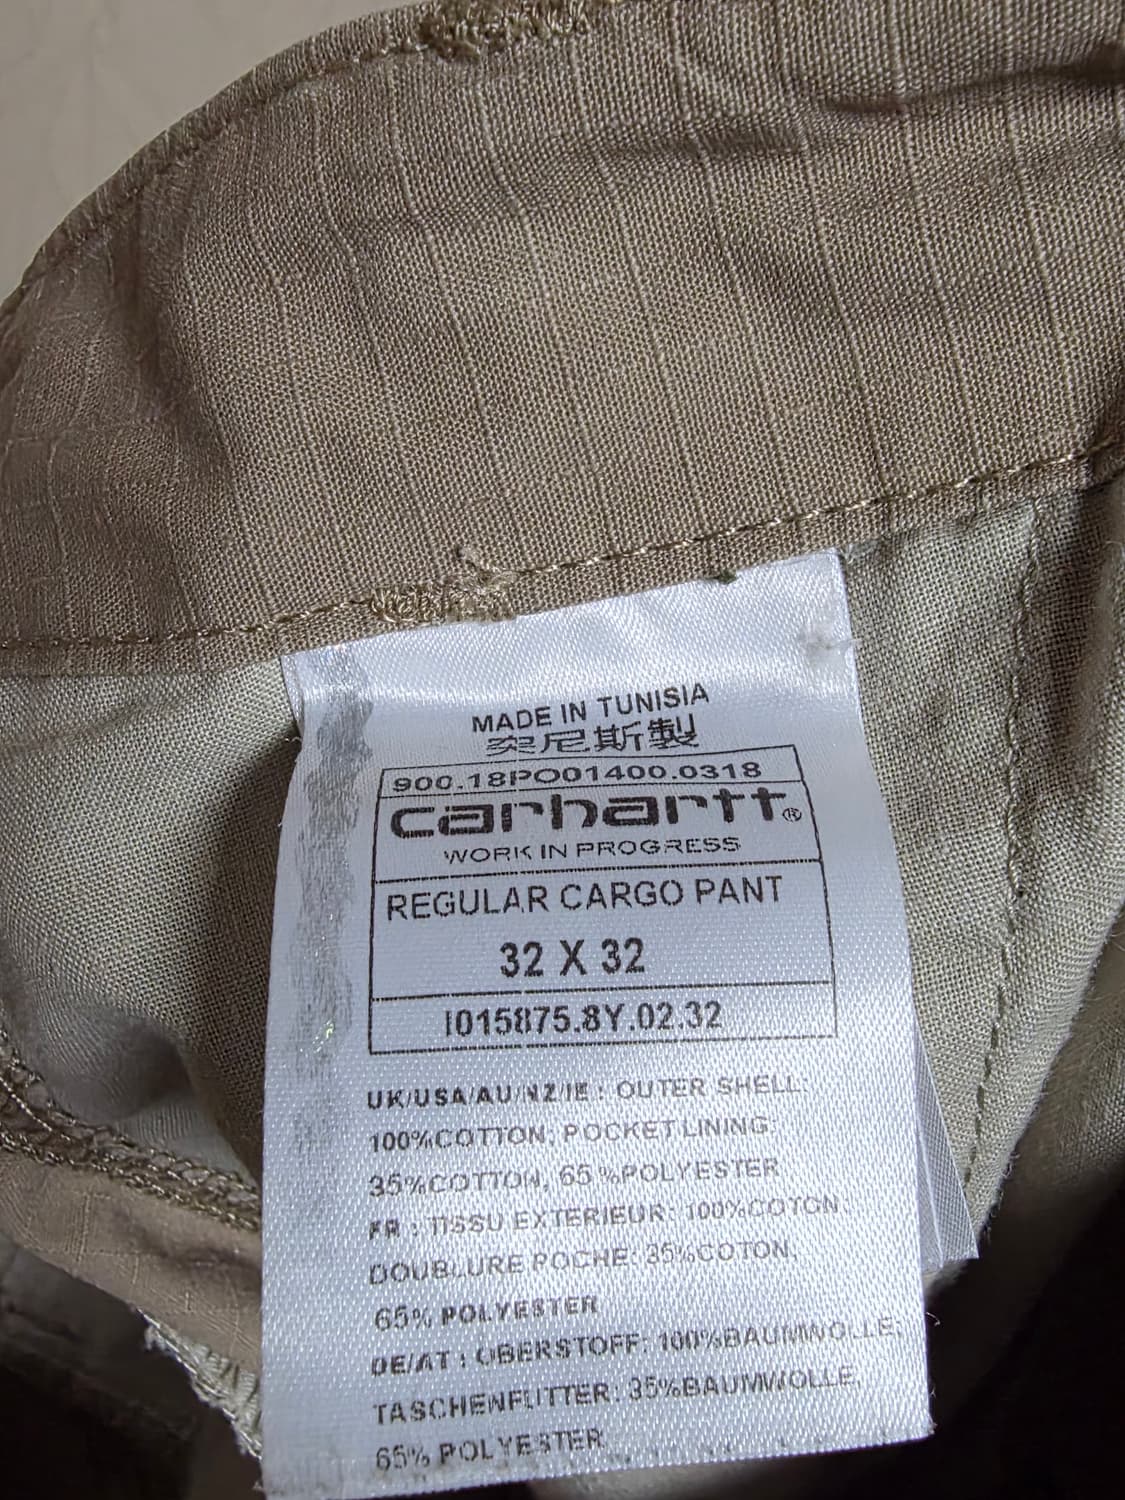 MADE IN TUNISIA
突尼斯製
900.18PO01400.0318
carhartt®
WORK IN PROGRESS
REGULAR CARGO PANT
32 X 32
I015875.8Y.02.32
UK/USA/AU/NZ/IE : OUTER SHELL:
100%COTTON; POCKET LINING:
35%COTTON, 65 %POLYESTER
FR : TISSU EXTERIEUR: 100%COTON.
DOUBLURE POCHE: 35%COTON.
65% POLYESTER
DE/AT : OBERSTOFF: 100%BAUMWOLLE;
TASCHENFUTTER: 35%BAUMWOLLE,
65% POLYESTER